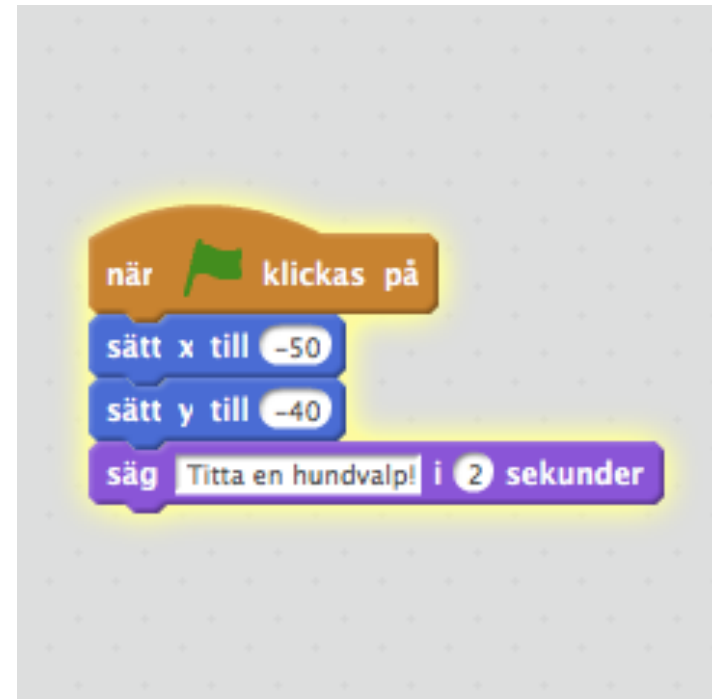 när klickas på
sätt x till -50
sätt y till -40
säg Titta en hundvalp! i 2 sekunder